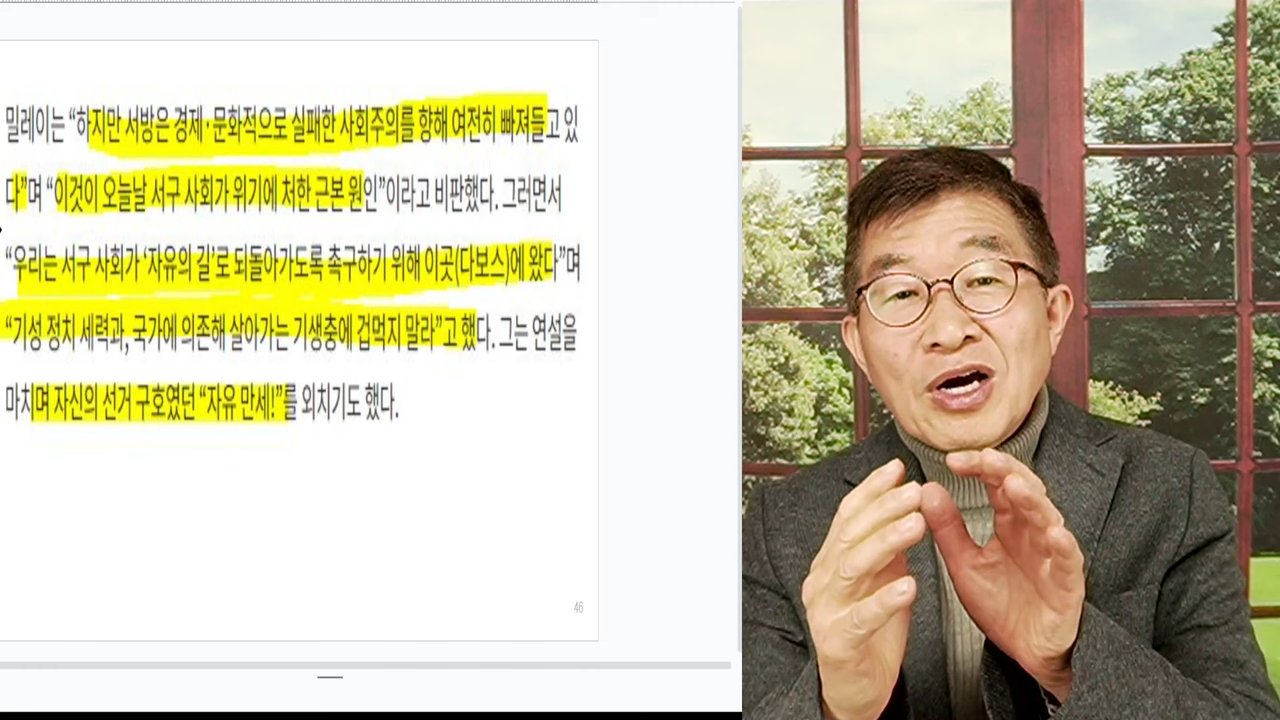 밀레이는 “하지만 서방은 경제·문화적으로 실패한 사회주의를 향해 여전히 빠져들고 있
다”며 “이것이 오늘날 서구 사회가 위기에 처한 근본 원인”이라고 비판했다. 그러면서
“우리는 서구 사회가 ‘자유의 길’로 되돌아가도록 촉구하기 위해 이곳(다보스)에 왔다”며
“기성 정치 세력과, 국가에 의존해 살아가는 기생충에 겁먹지 말라”고 했다. 그는 연설을
마치며 자신의 선거 구호였던 “자유 만세!”를 외치기도 했다.
46